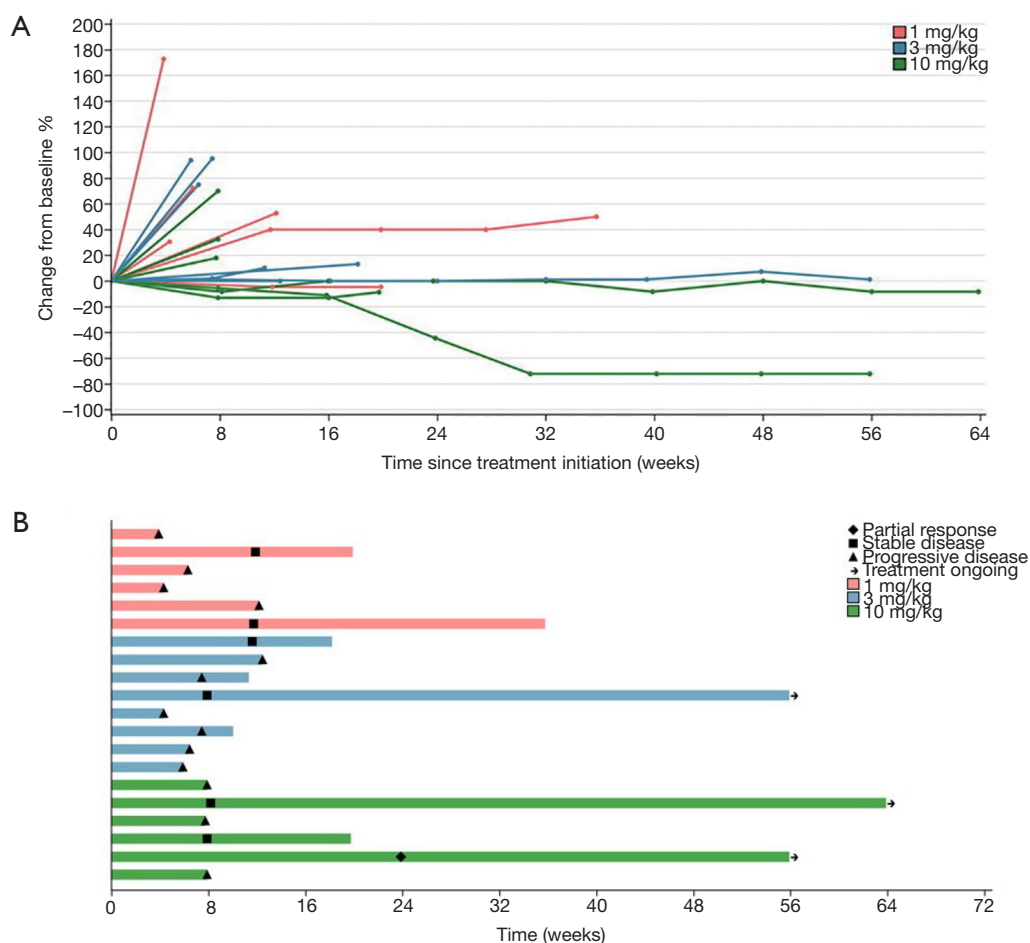 A
200
180
160
140
120
100
80
60
40
20
0
−20
−40
−60
−80
−100
Change from baseline %
1 mg/kg
3 mg/kg
10 mg/kg
0 8 16 24 32 40 48 56 64
Time since treatment initiation (weeks)
B
Partial response
Stable disease
Progressive disease
Treatment ongoing
1 mg/kg
3 mg/kg
10 mg/kg
0 8 16 24 32 40 48 56 64 72
Time (weeks)